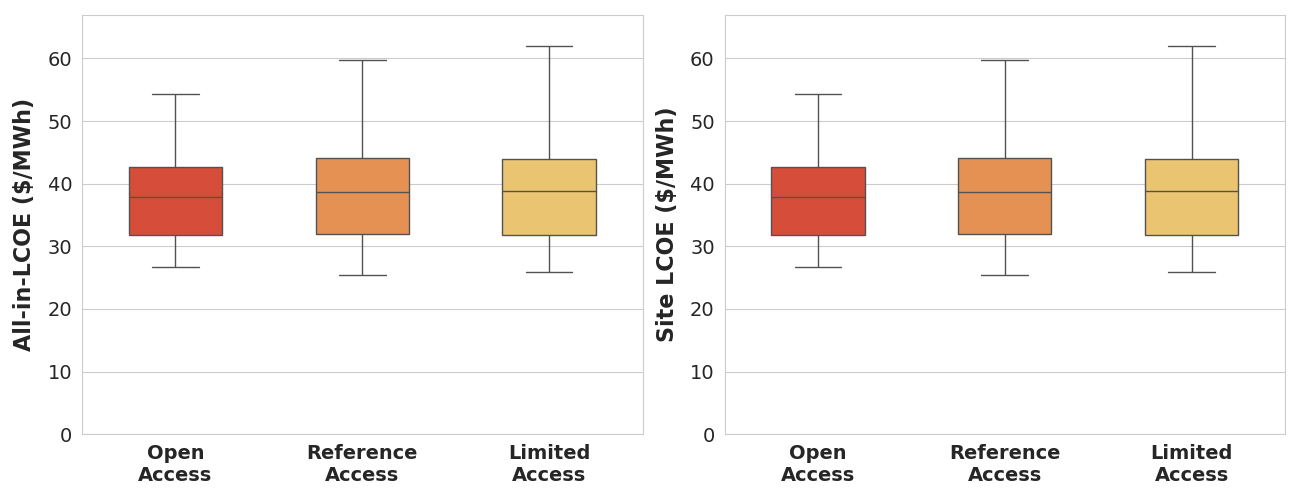 All-in-LCOE ($/MWh)
60
50
40
30
20
10
0
Open
Access
Reference
Access
Limited
Access
Site LCOE ($/MWh)
60
50
40
30
20
10
0
Open
Access
Reference
Access
Limited
Access